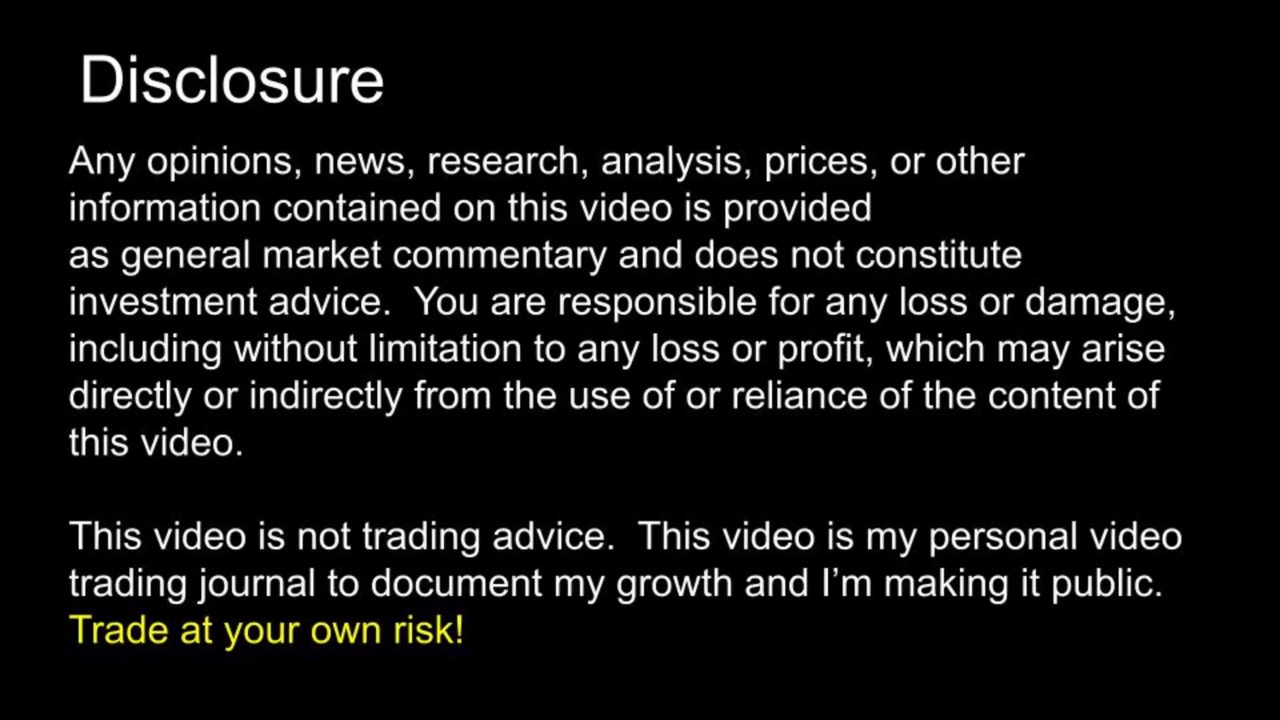 Disclosure
Any opinions, news, research, analysis, prices, or other
information contained on this video is provided
as general market commentary and does not constitute
investment advice.  You are responsible for any loss or damage,
including without limitation to any loss or profit, which may arise
directly or indirectly from the use of or reliance of the content of
this video.
This video is not trading advice.  This video is my personal video
trading journal to document my growth and I’m making it public.
Trade at your own risk!